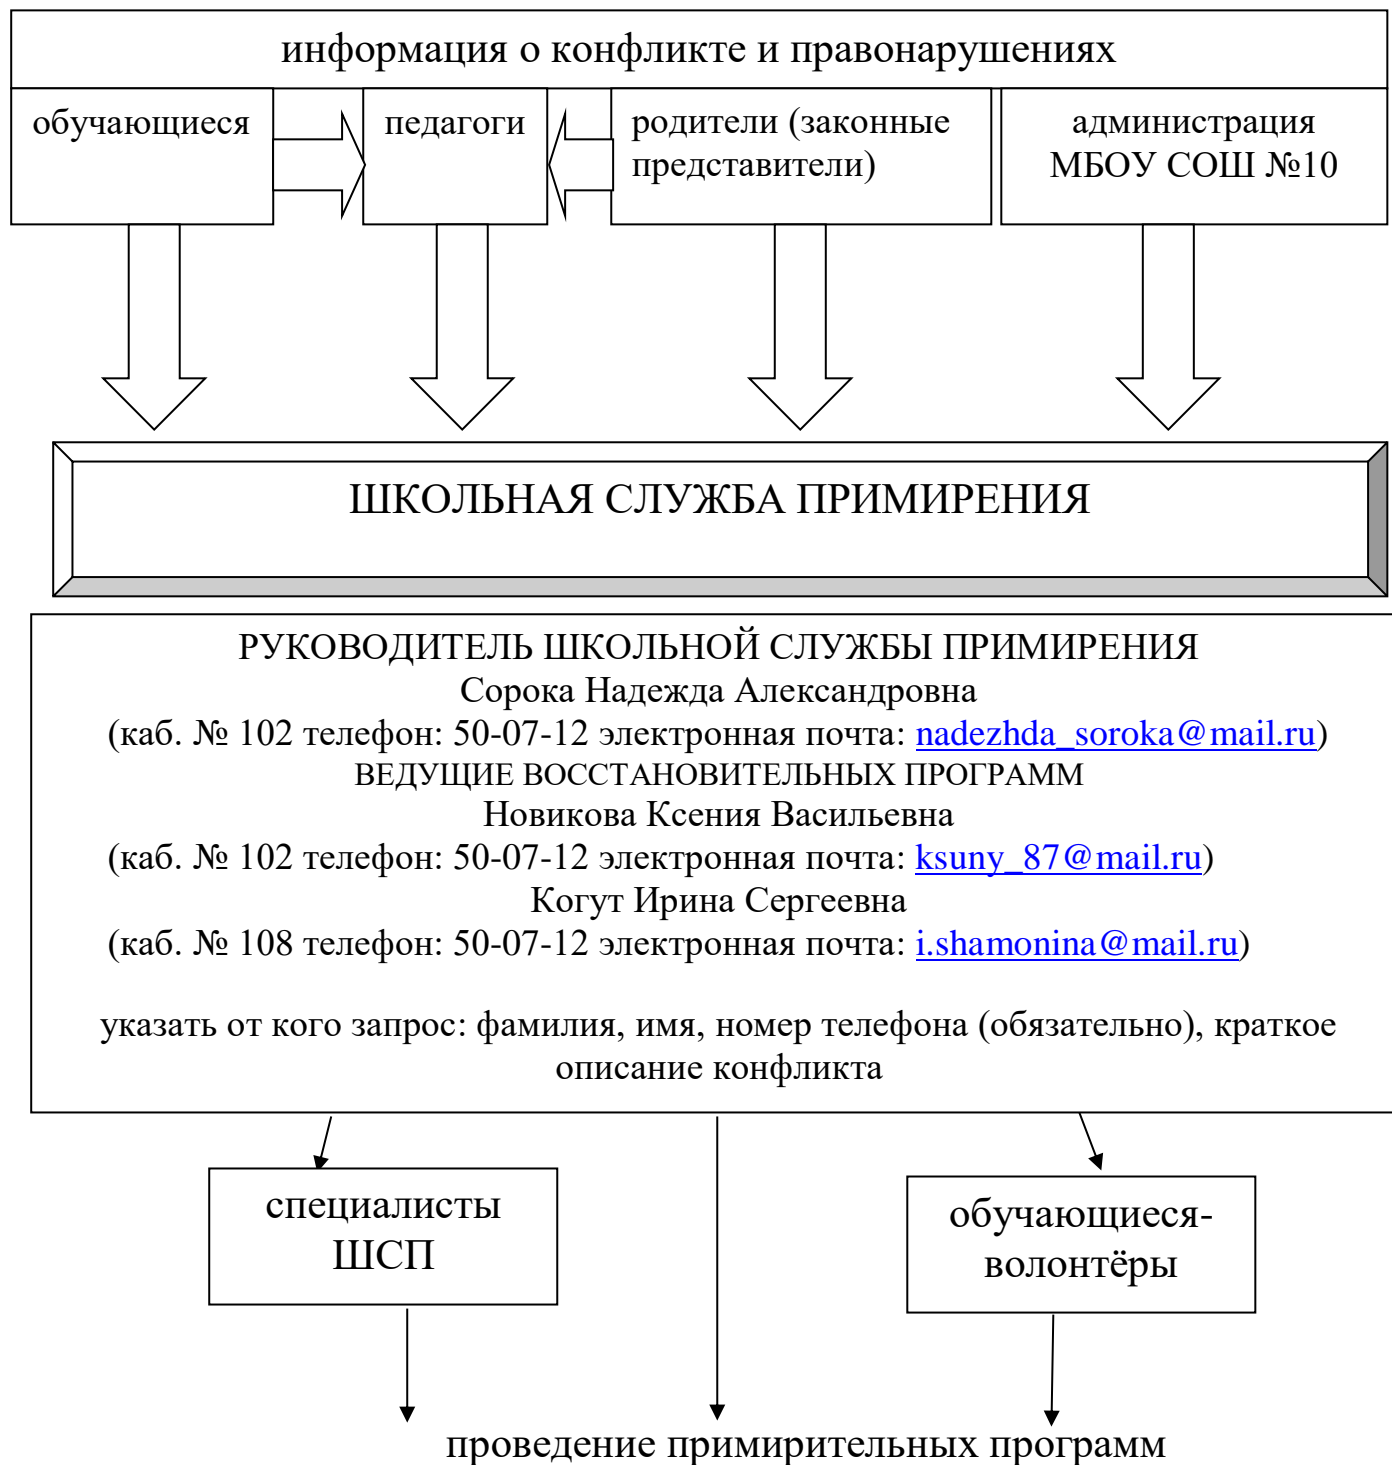 информация о конфликте и правонарушениях
обучающиеся
педагоги
родители (законные
представители)
администрация
МБОУ СОШ №10
ШКОЛЬНАЯ СЛУЖБА ПРИМИРЕНИЯ
РУКОВОДИТЕЛЬ ШКОЛЬНОЙ СЛУЖБЫ ПРИМИРЕНИЯ
Сорока Надежда Александровна
(каб. № 102 телефон: 50-07-12 электронная почта: nadezhda_soroka@mail.ru)
ВЕДУЩИЕ ВОССТАНОВИТЕЛЬНЫХ ПРОГРАММ
Новикова Ксения Васильевна
(каб. № 102 телефон: 50-07-12 электронная почта: ksuny_87@mail.ru)
Когут Ирина Сергеевна
(каб. № 108 телефон: 50-07-12 электронная почта: i.shamonina@mail.ru)
указать от кого запрос: фамилия, имя, номер телефона (обязательно), краткое
описание конфликта
специалисты
ШСП
обучающиеся-
волонтёры
проведение примирительных программ